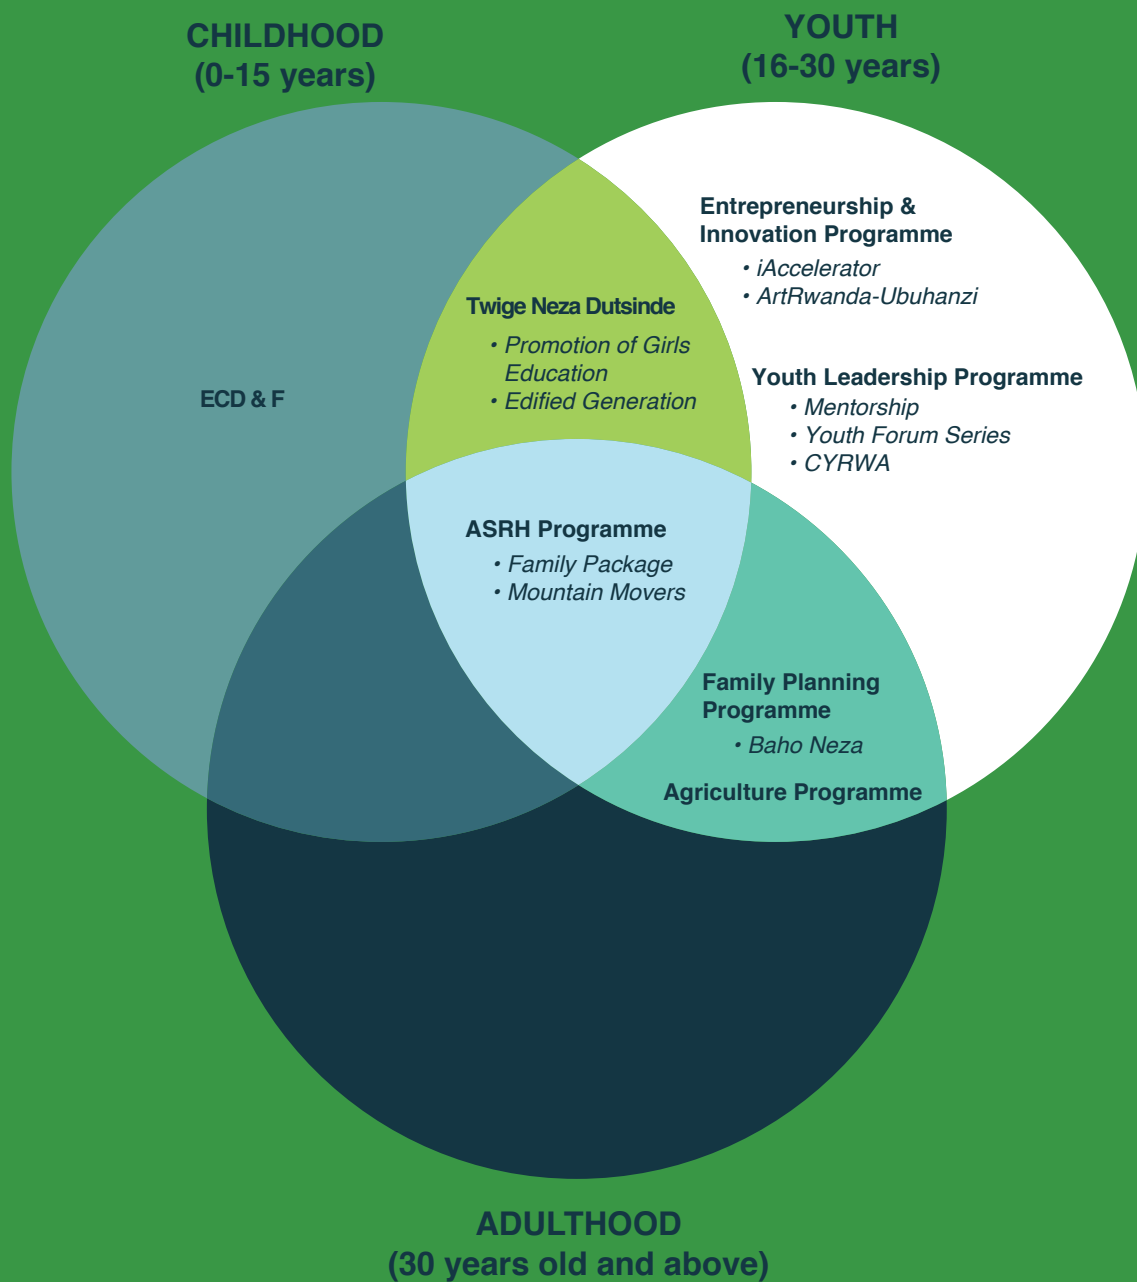 CHILDHOOD
(0-15 years)
YOUTH
(16-30 years)
Entrepreneurship &
Innovation Programme
• iAccelerator
• ArtRwanda-Ubuhanzi
Twige Neza Dutsinde
• Promotion of Girls
Education
• Edified Generation
Youth Leadership Programme
• Mentorship
• Youth Forum Series
• CYRWA
ECD & F
ASRH Programme
• Family Package
• Mountain Movers
Family Planning
Programme
• Baho Neza
Agriculture Programme
ADULTHOOD
(30 years old and above)